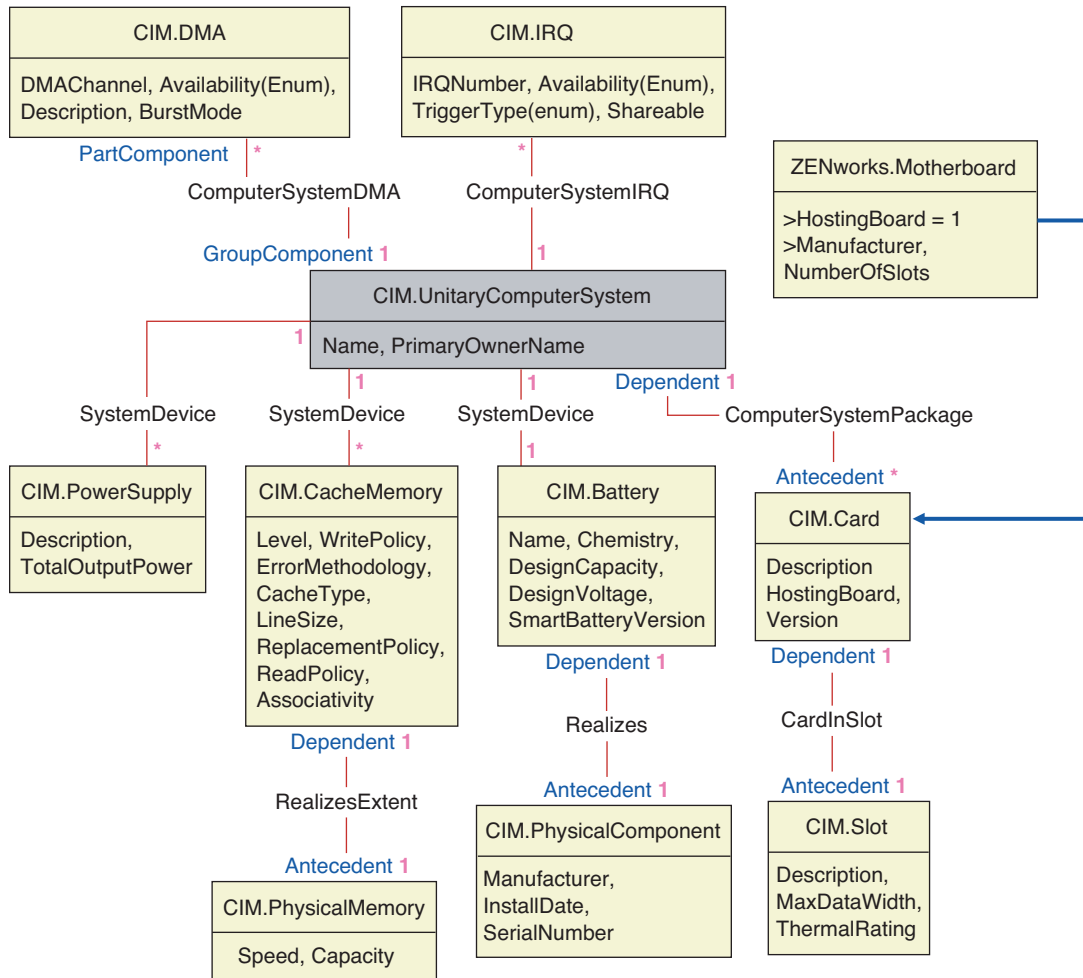 CIM.DMA
DMAChannel, Availability(Enum),
Description, BurstMode
PartComponent *
ComputerSystemDMA
GroupComponent 1
CIM.IRQ
IRQNumber, Availability(Enum),
TriggerType(enum), Shareable
*
ComputerSystemIRQ
1
ZENworks.Motherboard
>HostingBoard = 1
>Manufacturer,
NumberOfSlots
CIM.UnitaryComputerSystem
Name, PrimaryOwnerName
1
SystemDevice
*
1
SystemDevice
*
1
SystemDevice
1
Dependent 1
ComputerSystemPackage
Antecedent *
CIM.PowerSupply
Description,
TotalOutputPower
CIM.CacheMemory
Level, WritePolicy,
ErrorMethodology,
CacheType,
LineSize,
ReplacementPolicy,
ReadPolicy,
Associativity
Dependent 1
RealizesExtent
Antecedent 1
CIM.PhysicalMemory
Speed, Capacity
CIM.Battery
Name, Chemistry,
DesignCapacity,
DesignVoltage,
SmartBatteryVersion
Dependent 1
Realizes
Antecedent 1
CIM.PhysicalComponent
Manufacturer,
InstallDate,
SerialNumber
CIM.Card
Description
HostingBoard,
Version
Dependent 1
CardInSlot
Antecedent 1
CIM.Slot
Description,
MaxDataWidth,
ThermalRating